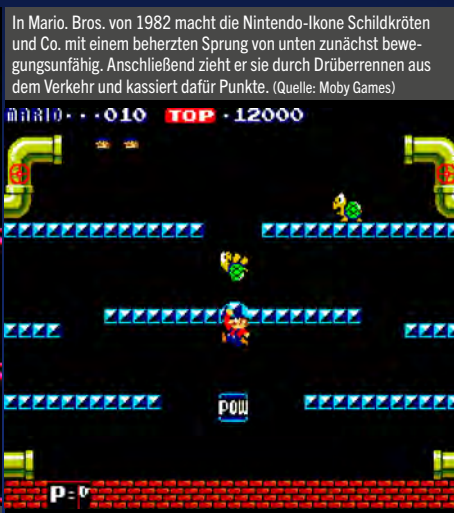 In Mario. Bros. von 1982 macht die Nintendo-Ikone Schildkröten
und Co. mit einem beherzten Sprung von unten zunächst bewe-
gungsunfähig. Anschließend zieht er sie durch Drüberrennen aus
dem Verkehr und kassiert dafür Punkte. (Quelle: Moby Games)
MARIO···010 TOP ·12000
POW
P=